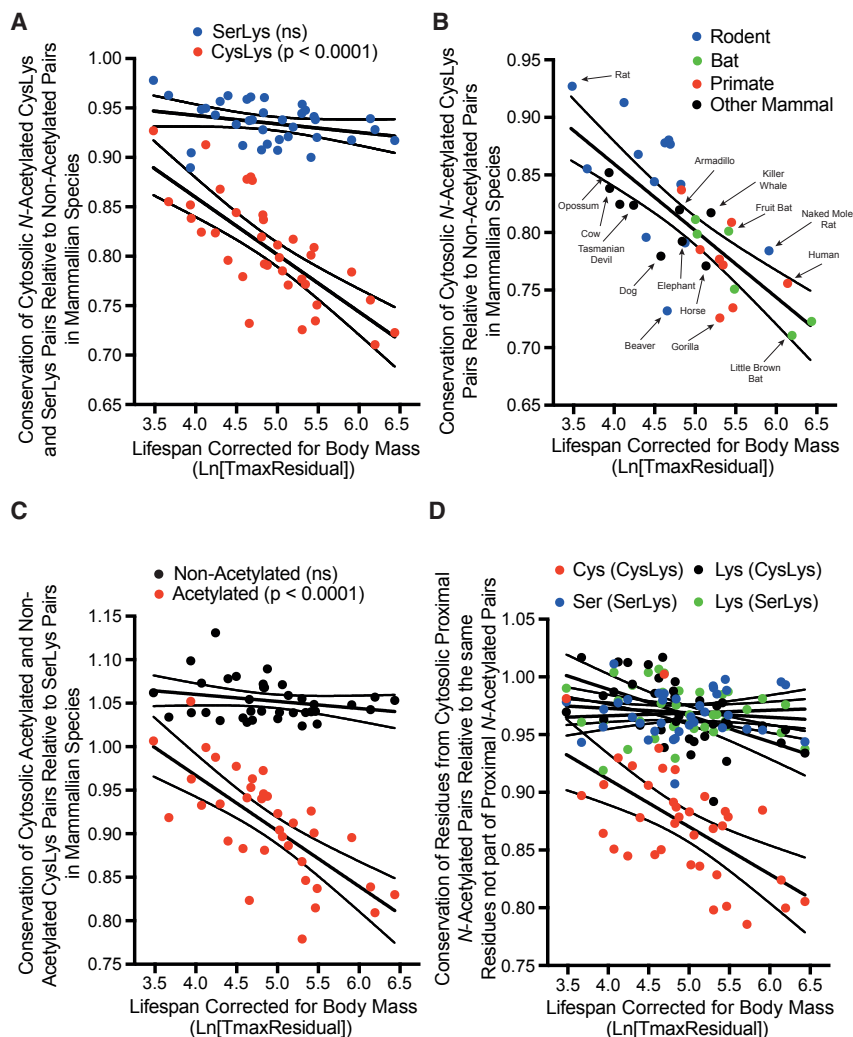 A
SerLys (ns)
CysLys (p < 0.0001)
Conservation of Cytosolic N-Acetylated CysLys
and SerLys Pairs Relative to Non-Acetylated Pairs
in Mammalian Species
1.00
0.95
0.90
0.85
0.80
0.75
0.70
0.65
3.5 4.0 4.5 5.0 5.5 6.0 6.5
Lifespan Corrected for Body Mass
(Ln[TmaxResidual])
B
Rodent
Bat
Primate
Other Mammal
Conservation of Cytosolic N-Acetylated CysLys
Pairs Relative to Non-Acetylated Pairs
in Mammalian Species
0.95
0.90
0.85
0.80
0.75
0.70
0.65
Rat
Armadillo
Killer
Whale
Fruit Bat
Naked Mole
Rat
Human
Opossum
Cow
Tasmanian
Devil
Dog
Elephant
Horse
Beaver
Gorilla
Little Brown
Bat
3.5 4.0 4.5 5.0 5.5 6.0 6.5
Lifespan Corrected for Body Mass
(Ln[TmaxResidual])
C
Non-Acetylated (ns)
Acetylated (p < 0.0001)
Conservation of Cytosolic Acetylated and Non-
Acetylated CysLys Pairs Relative to SerLys Pairs
in Mammalian Species
1.15
1.10
1.05
1.00
0.95
0.90
0.85
0.80
0.75
3.5 4.0 4.5 5.0 5.5 6.0 6.5
Lifespan Corrected for Body Mass
(Ln[TmaxResidual])
D
Cys (CysLys) Lys (CysLys)
Ser (SerLys) Lys (SerLys)
Conservation of Residues from Cytosolic Proximal
N-Acetylated Pairs Relative to the same
Residues not part of Proximal N-Acetylated Pairs
1.05
1.00
0.95
0.90
0.85
0.80
0.75
3.5 4.0 4.5 5.0 5.5 6.0 6.5
Lifespan Corrected for Body Mass
(Ln[TmaxResidual])